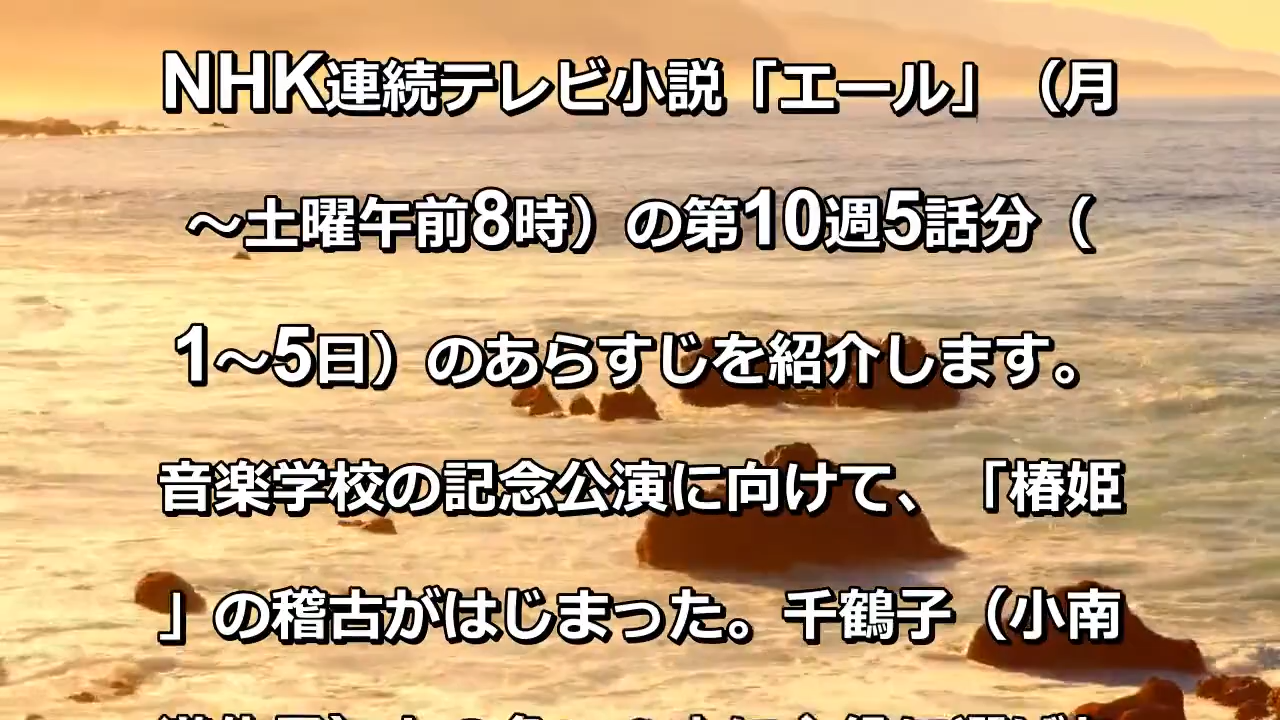 NHK連続テレビ小説「エール」（月
～土曜午前8時）の第10週5話分（
1～5日）のあらすじを紹介します。
音楽学校の記念公演に向けて、「椿姫
」の稽古がはじまった。千鶴子（小南